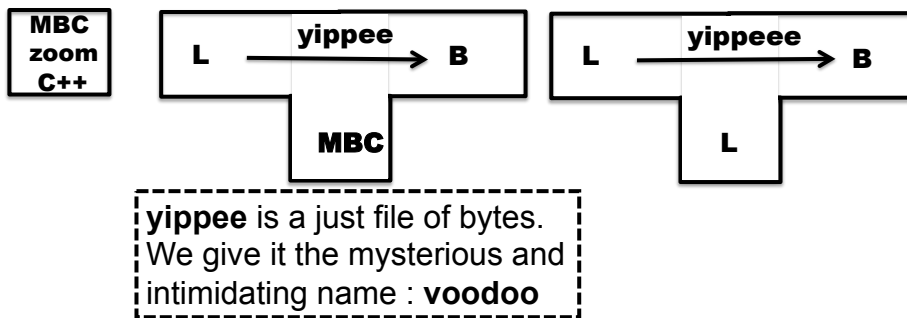 MBC
zoom
C++
L
yippee
B
MBC
L
yippeee
B
L
yippee is a just file of bytes.
We give it the mysterious and
intimidating name : voodoo